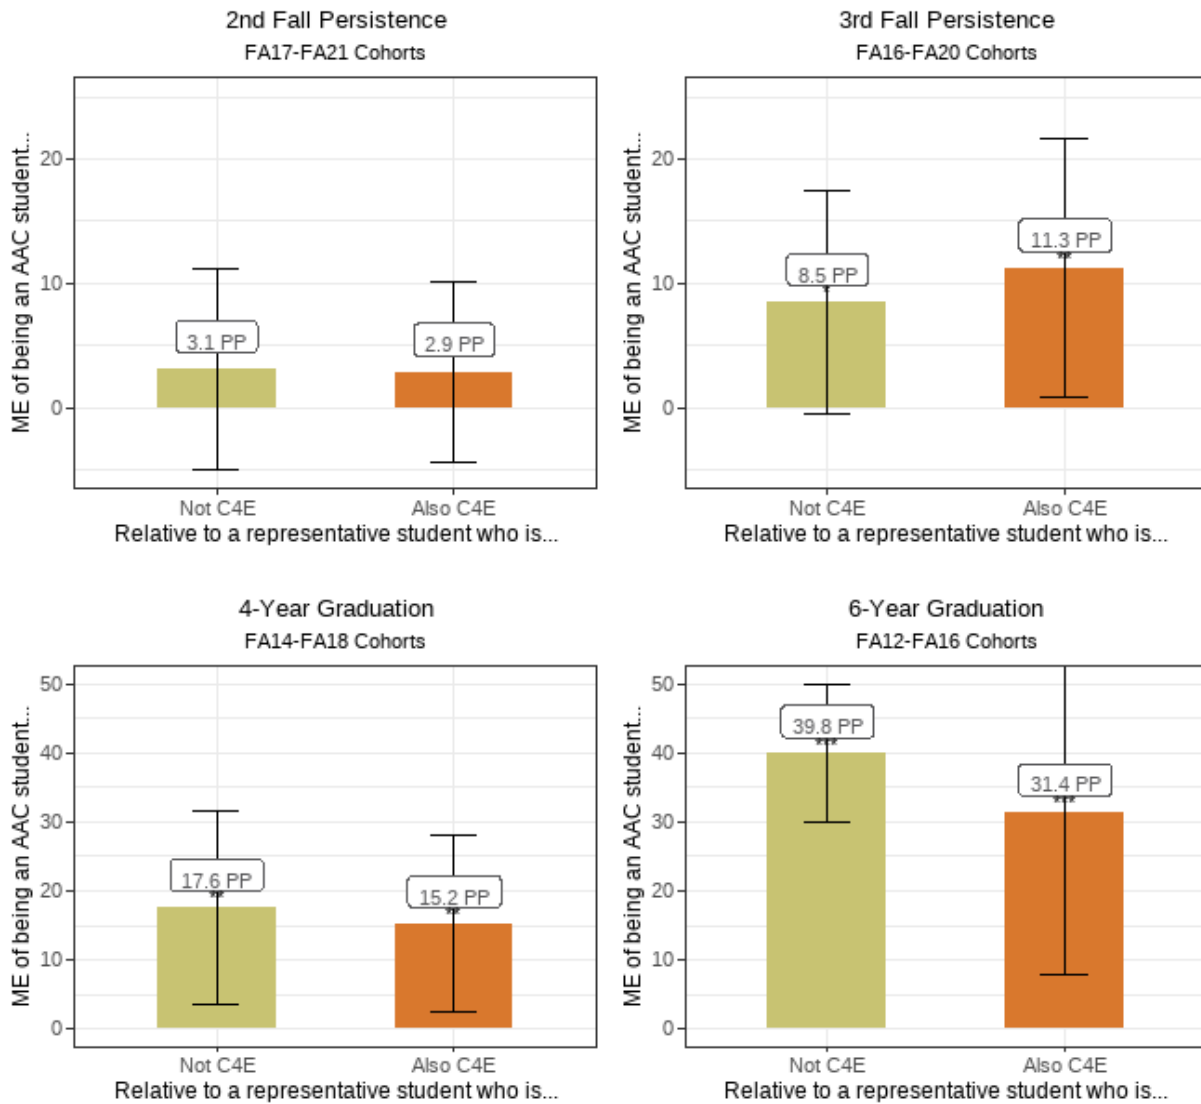 2nd Fall Persistence
FA17-FA21 Cohorts
ME of being an AAC student...
20
10
0
3.1 PP
2.9 PP
Not C4E
Also C4E
Relative to a representative student who is...
3rd Fall Persistence
FA16-FA20 Cohorts
ME of being an AAC student...
20
10
0
8.5 PP
*
11.3 PP
**
Not C4E
Also C4E
Relative to a representative student who is...
4-Year Graduation
FA14-FA18 Cohorts
ME of being an AAC student...
50
40
30
20
10
0
17.6 PP
**
15.2 PP
**
Not C4E
Also C4E
Relative to a representative student who is...
6-Year Graduation
FA12-FA16 Cohorts
ME of being an AAC student...
50
40
30
20
10
0
39.8 PP
***
31.4 PP
***
Not C4E
Also C4E
Relative to a representative student who is...